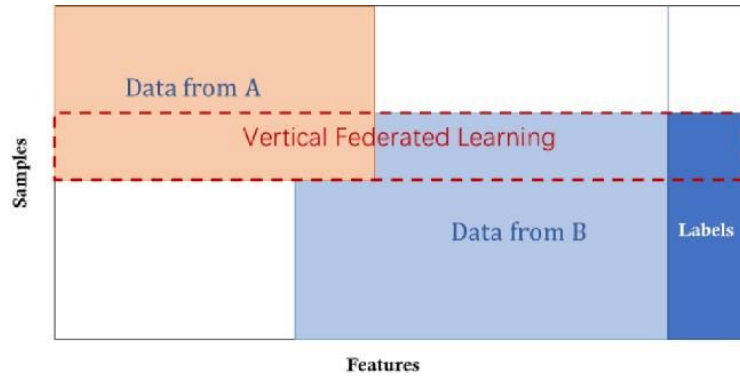 Data from A
Vertical Federated Learning
Samples
Data from B
Labels
Features